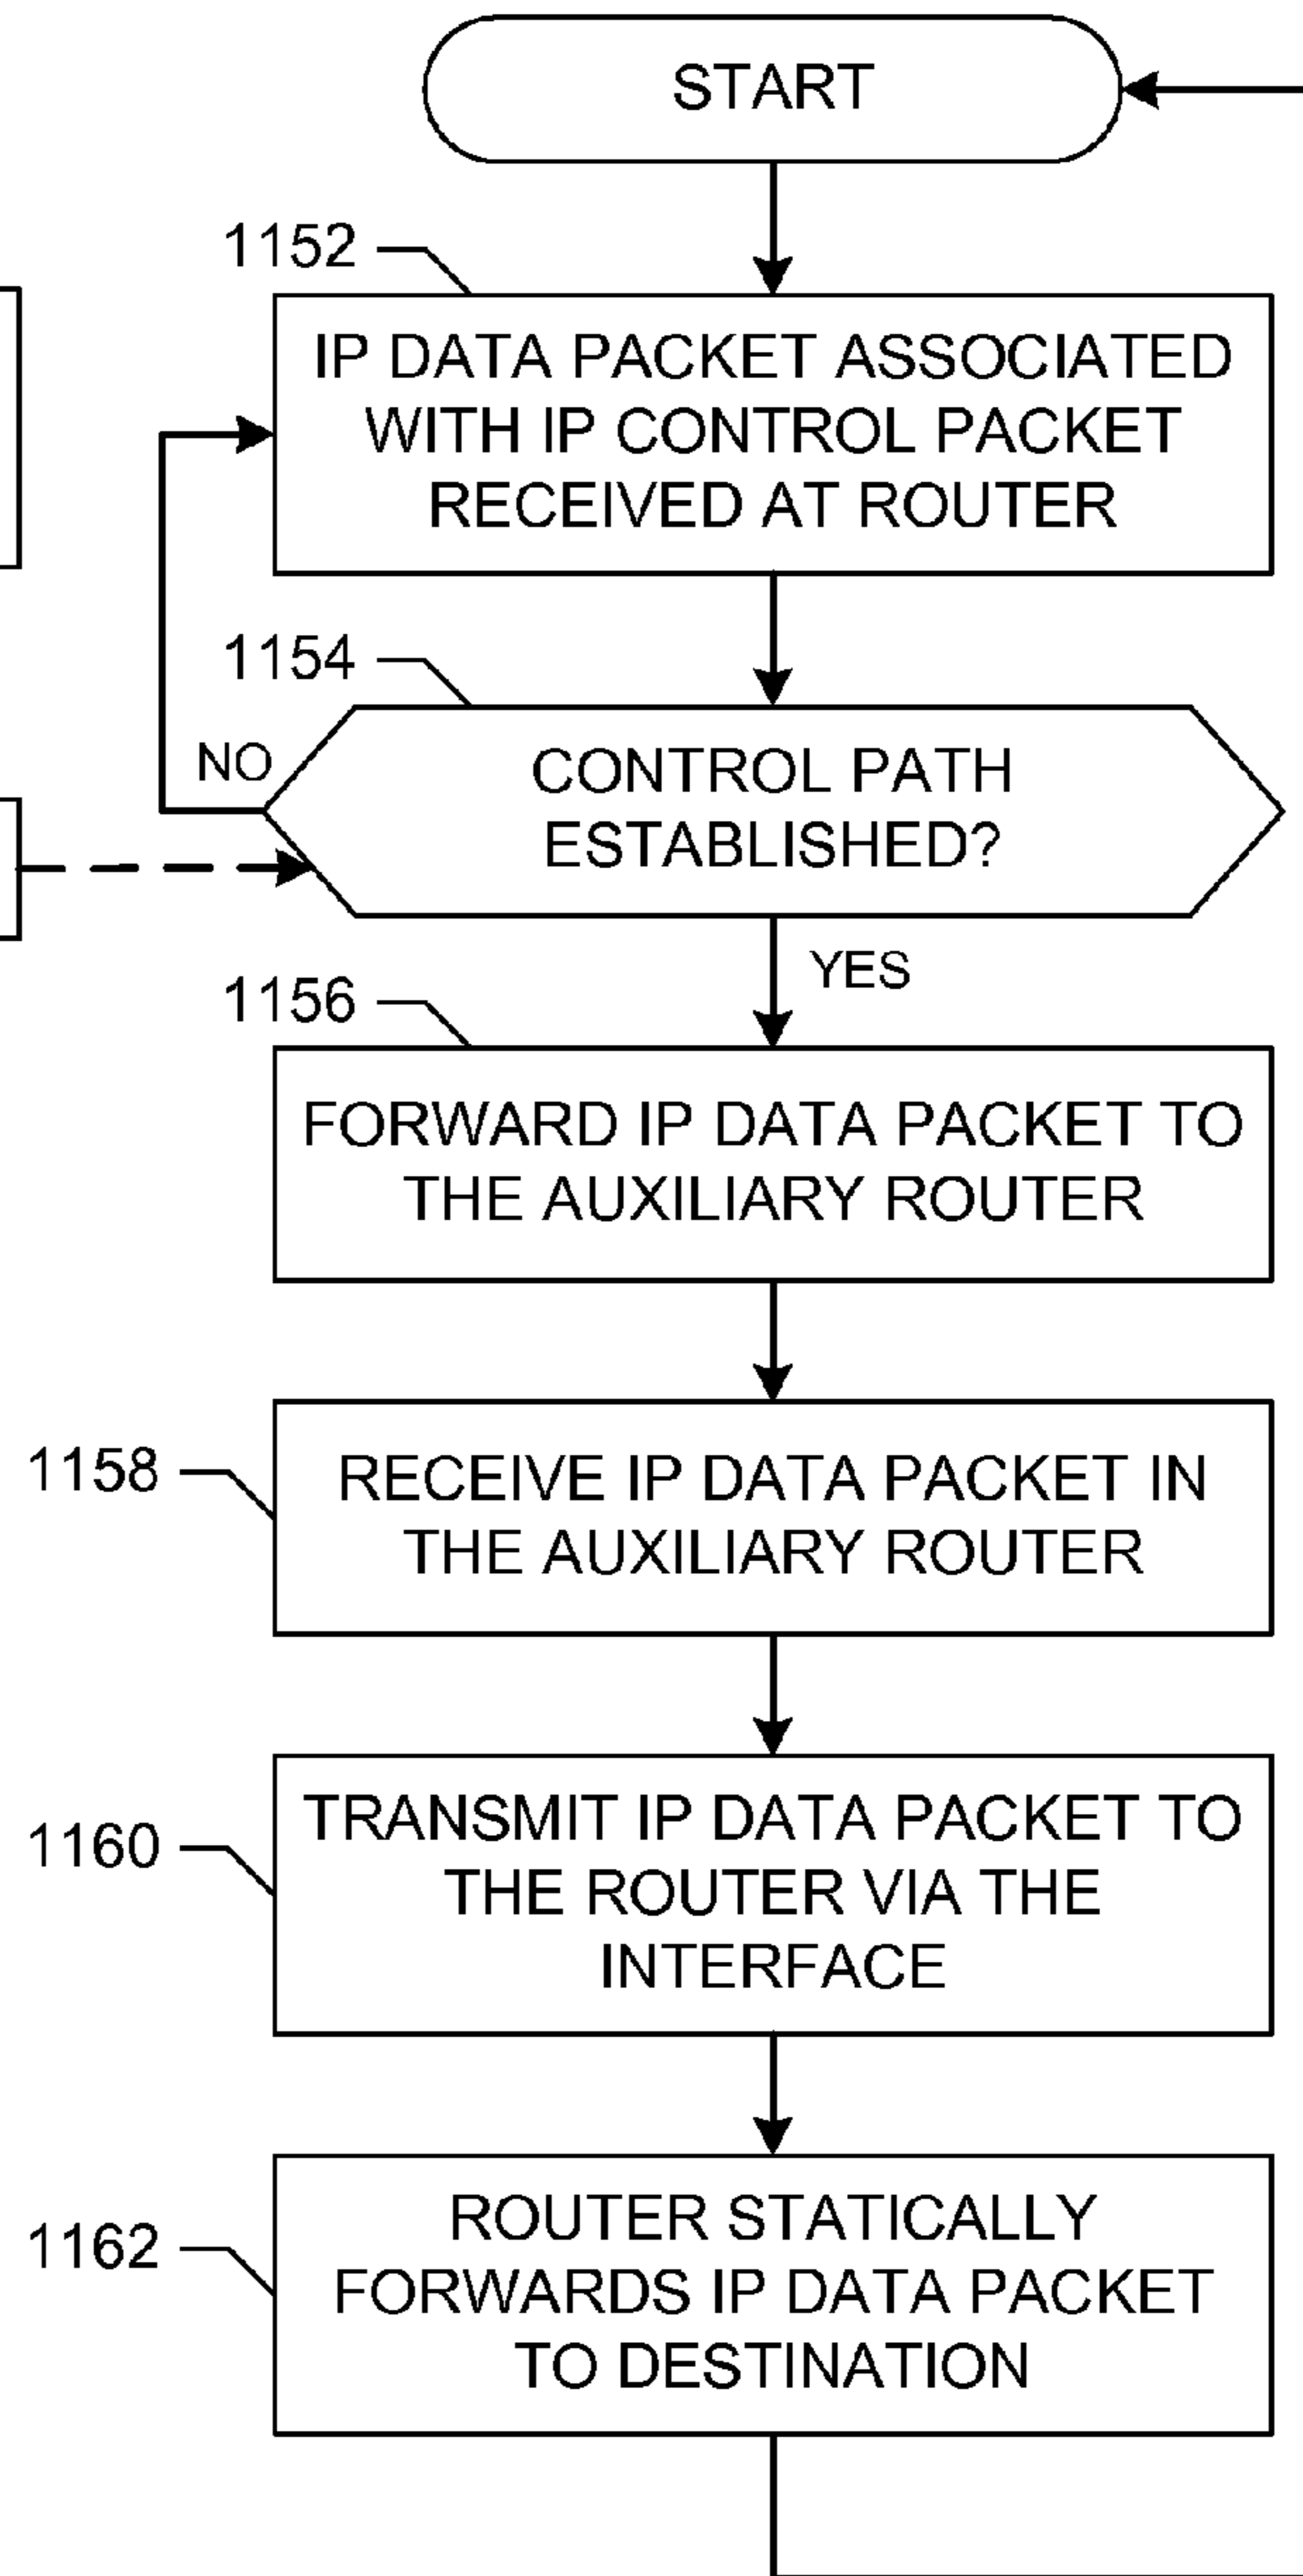 START
1152
IP DATA PACKET ASSOCIATED
WITH IP CONTROL PACKET
RECEIVED AT ROUTER
1154
NO
CONTROL PATH
ESTABLISHED?
YES
1156
FORWARD IP DATA PACKET TO
THE AUXILIARY ROUTER
1158
RECEIVE IP DATA PACKET IN
THE AUXILIARY ROUTER
1160
TRANSMIT IP DATA PACKET TO
THE ROUTER VIA THE
INTERFACE
1162
ROUTER STATICALLY
FORWARDS IP DATA PACKET
TO DESTINATION